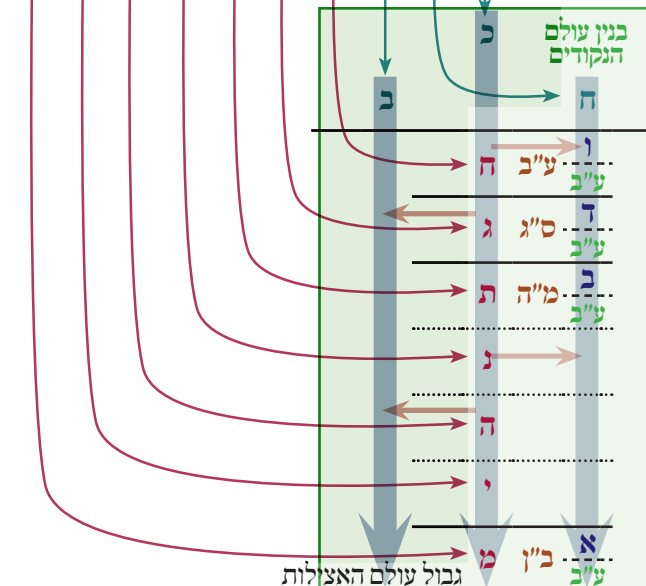 כ
בנין עולם
הנקודים
ב
ח
ו
ח ע״ב
ע״ב
ד
ג ס״ג
ע״ב
ב
ת מ״ה
ע״ב
נ
ה
י
א
מ ב״ן
ע״ב
גבול עולם האצילות